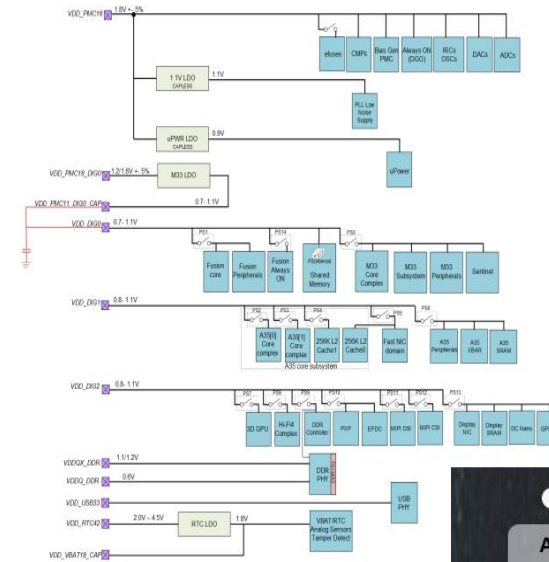 VDD_PMC18 1.8V +- 5%
efuses CMPs Bias Gen PMC Always ON (DGO) IRCs OSCs DACs ADCs
1.1V LDO CAPLESS 1.1V
PLL Low Noise Supply
uPWR LDO CAPLESS 0.9V
uPower
VDD_PMC18_DIG0 1.2/1.8V +- 5% M33 LDO
VDD_PMC11_DIG0_CAP 0.7- 1.1V
VDD_DIG0 0.7- 1.1V
PS1 PS14 PS0
Fusion core Fusion Peripherals Fusion Always ON Shared Memory M33 Core Complex M33 Subsystem M33 Peripherals Sentinel
VDD_DIG1 0.8- 1.1V
PS2 PS3 PS4 PS5 PS6
A35[0] Core complex A35[1] Core complex 256K L2 Cache1 256K L2 Cache0 Fast NIC domain A35 Peripherals A35 XBAR A35 SRAM
A35 core subsystem
VDD_DIG2 0.8- 1.1V
PS7 PS8 PS9 PS10 PS11 PS12 PS13
3D GPU Hi-Fi4 Complex DDR Controller PXP EPDC MIPI DSI MIPI CSI Display NIC Display SRAM DC Nano
VDDQX_DDR 1.1/1.2V
DDR PHY
VDDQ_DDR 0.6V
VDD_USB33
USB PHY
VDD_RTC42 2.0V – 4.5V RTC LDO 1.8V
VBAT/RTC Analog Sensors Tamper Detect
VDD_VBAT18_CAP
A